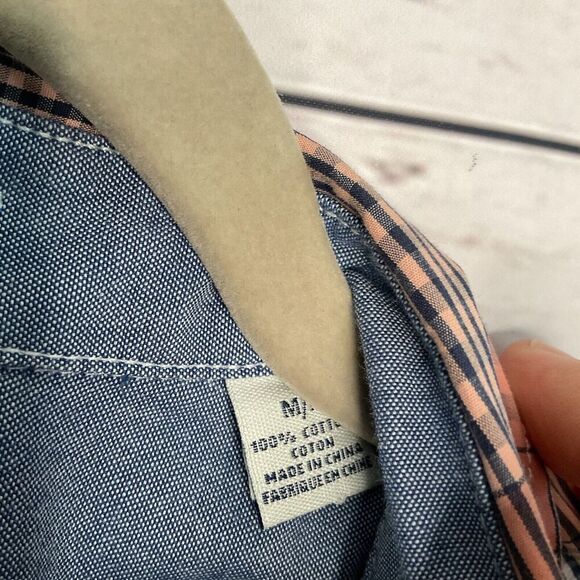 M/
100% COTT
COTON
MADE IN CHINA
FABRIQUE EN CHINE